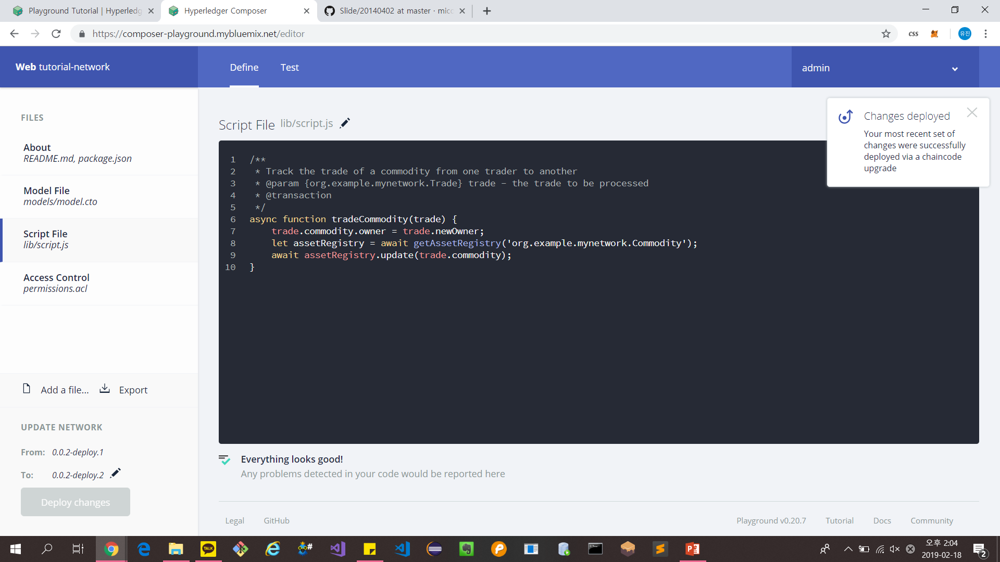 Playground Tutorial | Hyperledg
Hyperledger Composer
Slide/20140402 at master · mic
https://composer-playground.mybluemix.net/editor
css
유진
Web tutorial-network
Define
Test
admin
FILES
About
README.md, package.json
Model File
models/model.cto
Script File
lib/script.js
Access Control
permissions.acl
Add a file...
Export
UPDATE NETWORK
From: 0.0.2-deploy.1
To: 0.0.2-deploy.2
Deploy changes
Script File lib/script.js
Changes deployed
Your most recent set of
changes were successfully
deployed via a chaincode
upgrade
1 /**
2 * Track the trade of a commodity from one trader to another
3 * @param {org.example.mynetwork.Trade} trade - the trade to be processed
4 * @transaction
5 */
6 async function tradeCommodity(trade) {
7 trade.commodity.owner = trade.newOwner;
8 let assetRegistry = await getAssetRegistry('org.example.mynetwork.Commodity');
9 await assetRegistry.update(trade.commodity);
10 }
Everything looks good!
Any problems detected in your code would be reported here
Legal
GitHub
Playground v0.20.7
Tutorial
Docs
Community
TALK
오후 2:04
2019-02-18
2